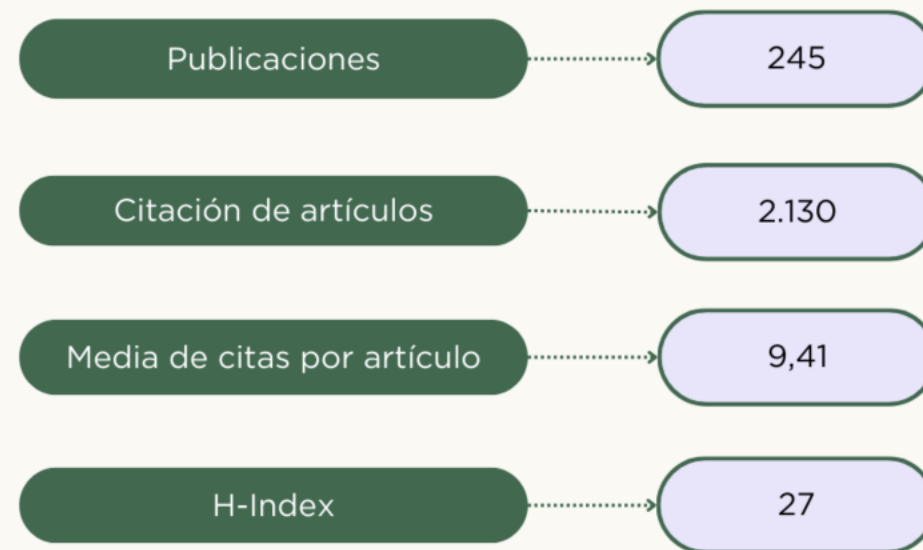 Publicaciones
245
Citación de artículos
2.130
Media de citas por artículo
9,41
H-Index
27